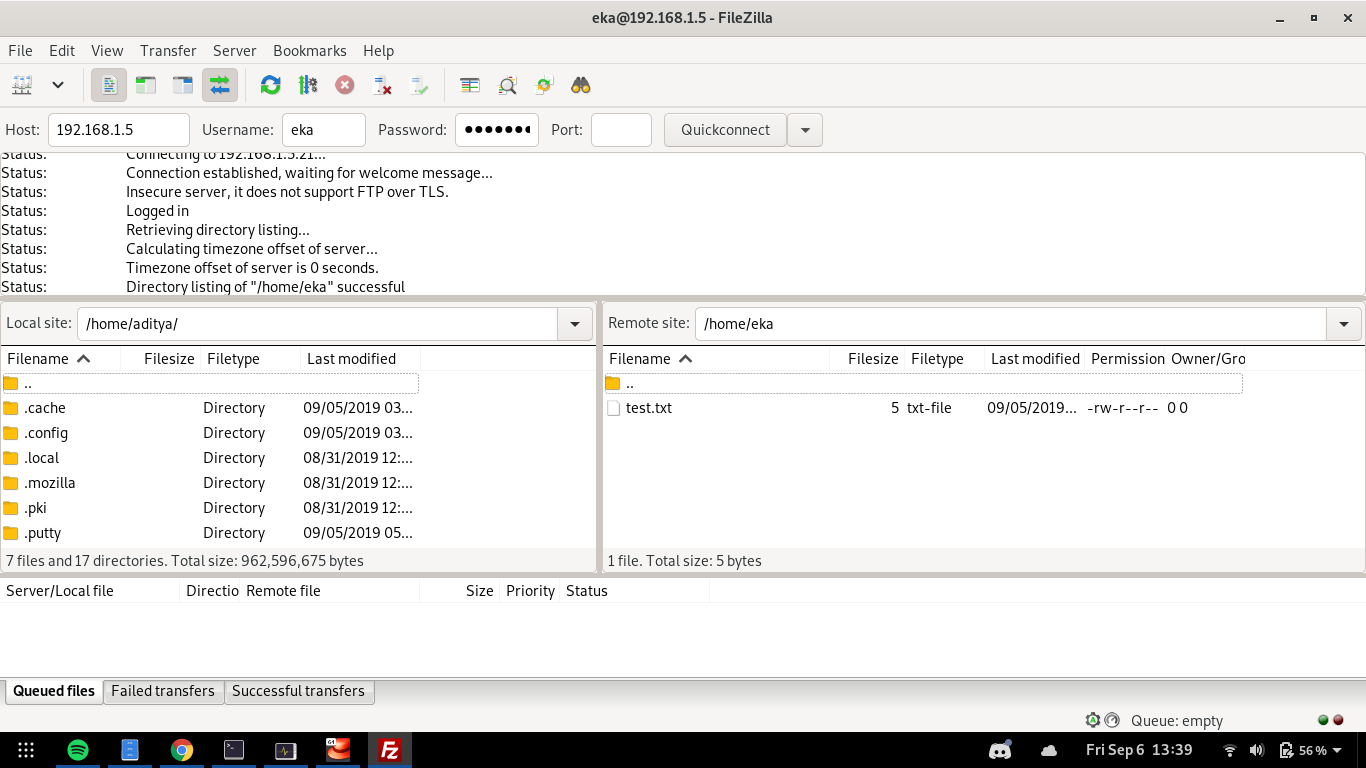 eka@192.168.1.5 - FileZilla
File Edit View Transfer Server Bookmarks Help
Host: 192.168.1.5 Username: eka Password: ●●●●●●● Port: Quickconnect
Status: Connecting to 192.168.1.5:21...
Status: Connection established, waiting for welcome message...
Status: Insecure server, it does not support FTP over TLS.
Status: Logged in
Status: Retrieving directory listing...
Status: Calculating timezone offset of server...
Status: Timezone offset of server is 0 seconds.
Status: Directory listing of "/home/eka" successful
Local site: /home/aditya/
Filename Filesize Filetype Last modified
..
.cache Directory 09/05/2019 03...
.config Directory 09/05/2019 03...
.local Directory 08/31/2019 12:...
.mozilla Directory 08/31/2019 12:...
.pki Directory 08/31/2019 12:...
.putty Directory 09/05/2019 05...
7 files and 17 directories. Total size: 962,596,675 bytes
Remote site: /home/eka
Filename Filesize Filetype Last modified Permission Owner/Gro
..
test.txt 5 txt-file 09/05/2019... -rw-r--r-- 0 0
1 file. Total size: 5 bytes
Server/Local file Directio Remote file Size Priority Status
Queued files Failed transfers Successful transfers
Queue: empty
64
Fz
Fri Sep 6 13:39
56 %